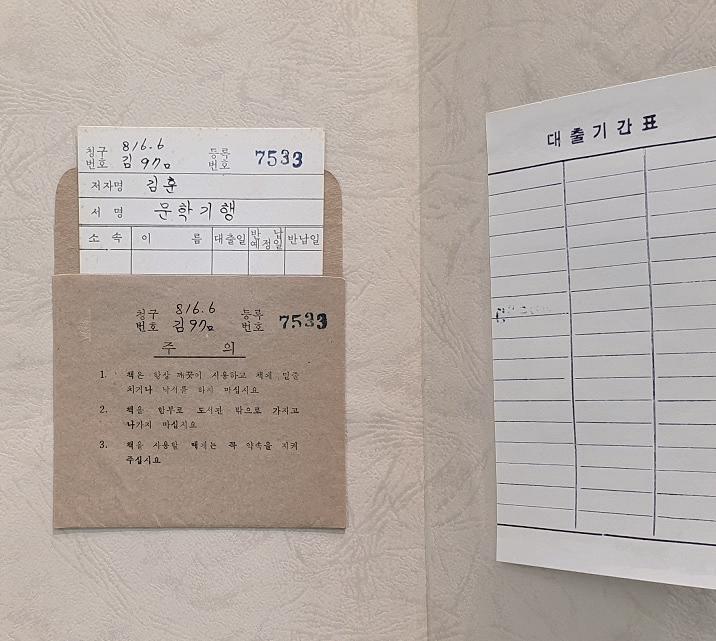 청구 816.6 등록
번호 김97ㅁ 번호 7533
저자명 김훈
서 명 문학기행
소 속 이 름 대출일 반납예정일 반납일
청구 816.6 등록
번호 김97ㅁ 번호 7533
주 의
1. 책은 항상 깨끗이 사용하고 책에 밑줄
치거나 낙서를 하지 마십시요
2. 책을 함부로 도서관 밖으로 가지고
나가지 마십시요
3. 책을 사용할 때에는 꼭 약속을 지켜
주십시요
대출기간표